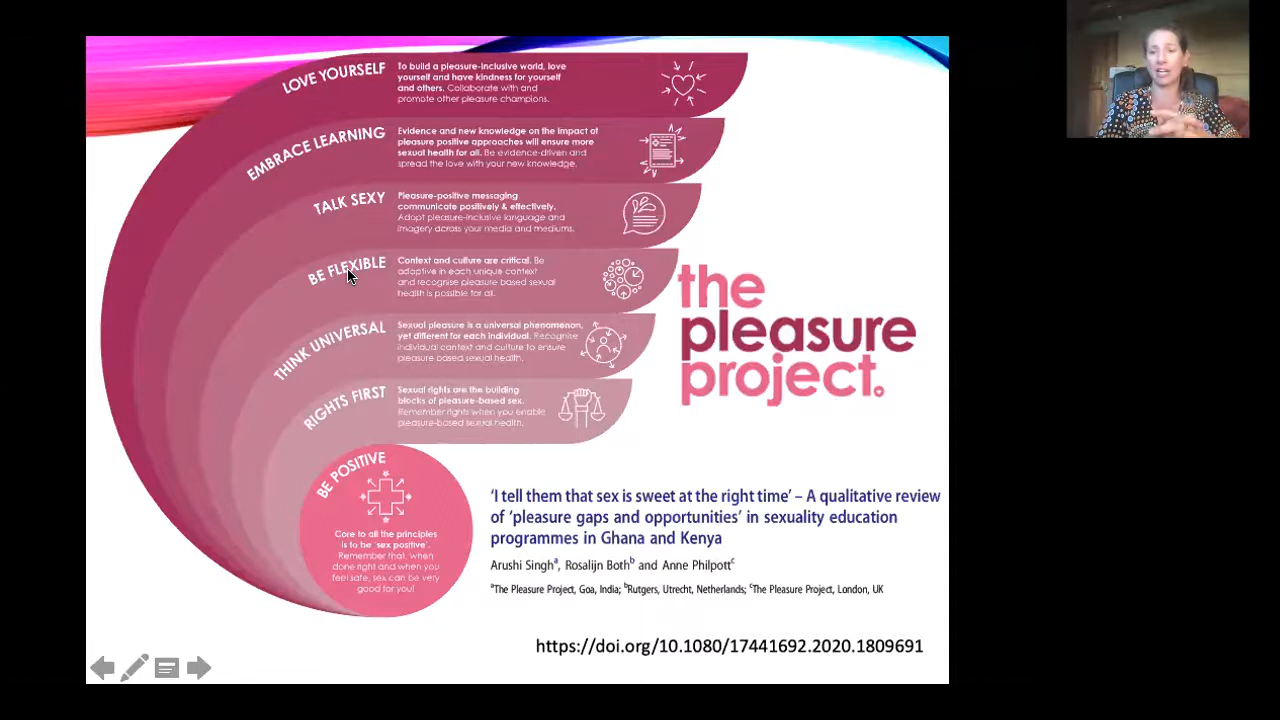 LOVE YOURSELF
To build a pleasure-inclusive world, love
yourself and have kindness for yourself
and others. Collaborate with and
promote other pleasure champions.
EMBRACE LEARNING
Evidence and new knowledge on the impact of
pleasure positive approaches will ensure more
sexual health for all. Be evidence-driven and
spread the love with your new knowledge.
TALK SEXY
Pleasure-positive messaging
communicate positively & effectively.
Adopt pleasure-inclusive language and
imagery across your media and mediums.
BE FLEXIBLE
Context and culture are critical. Be
adaptive in each unique context
and recognise pleasure based sexual
health is possible for all.
THINK UNIVERSAL
Sexual pleasure is a universal phenomenon,
yet different for each individual. Recognise
individual context and culture to ensure
pleasure based sexual health.
RIGHTS FIRST
Sexual rights are the building
blocks of pleasure-based sex.
Remember rights when you enable
pleasure-based sexual health.
BE POSITIVE
Core to all the principles
is to be 'sex positive'.
Remember that, when
done right and when you
feel safe, sex can be very
good for you!
the
pleasure
project.
'I tell them that sex is sweet at the right time' – A qualitative review
of 'pleasure gaps and opportunities' in sexuality education
programmes in Ghana and Kenya
Arushi Singhᵃ, Rosalijn Bothᵇ and Anne Philpottᶜ
ᵃThe Pleasure Project, Goa, India; ᵇRutgers, Utrecht, Netherlands; ᶜThe Pleasure Project, London, UK
https://doi.org/10.1080/17441692.2020.1809691